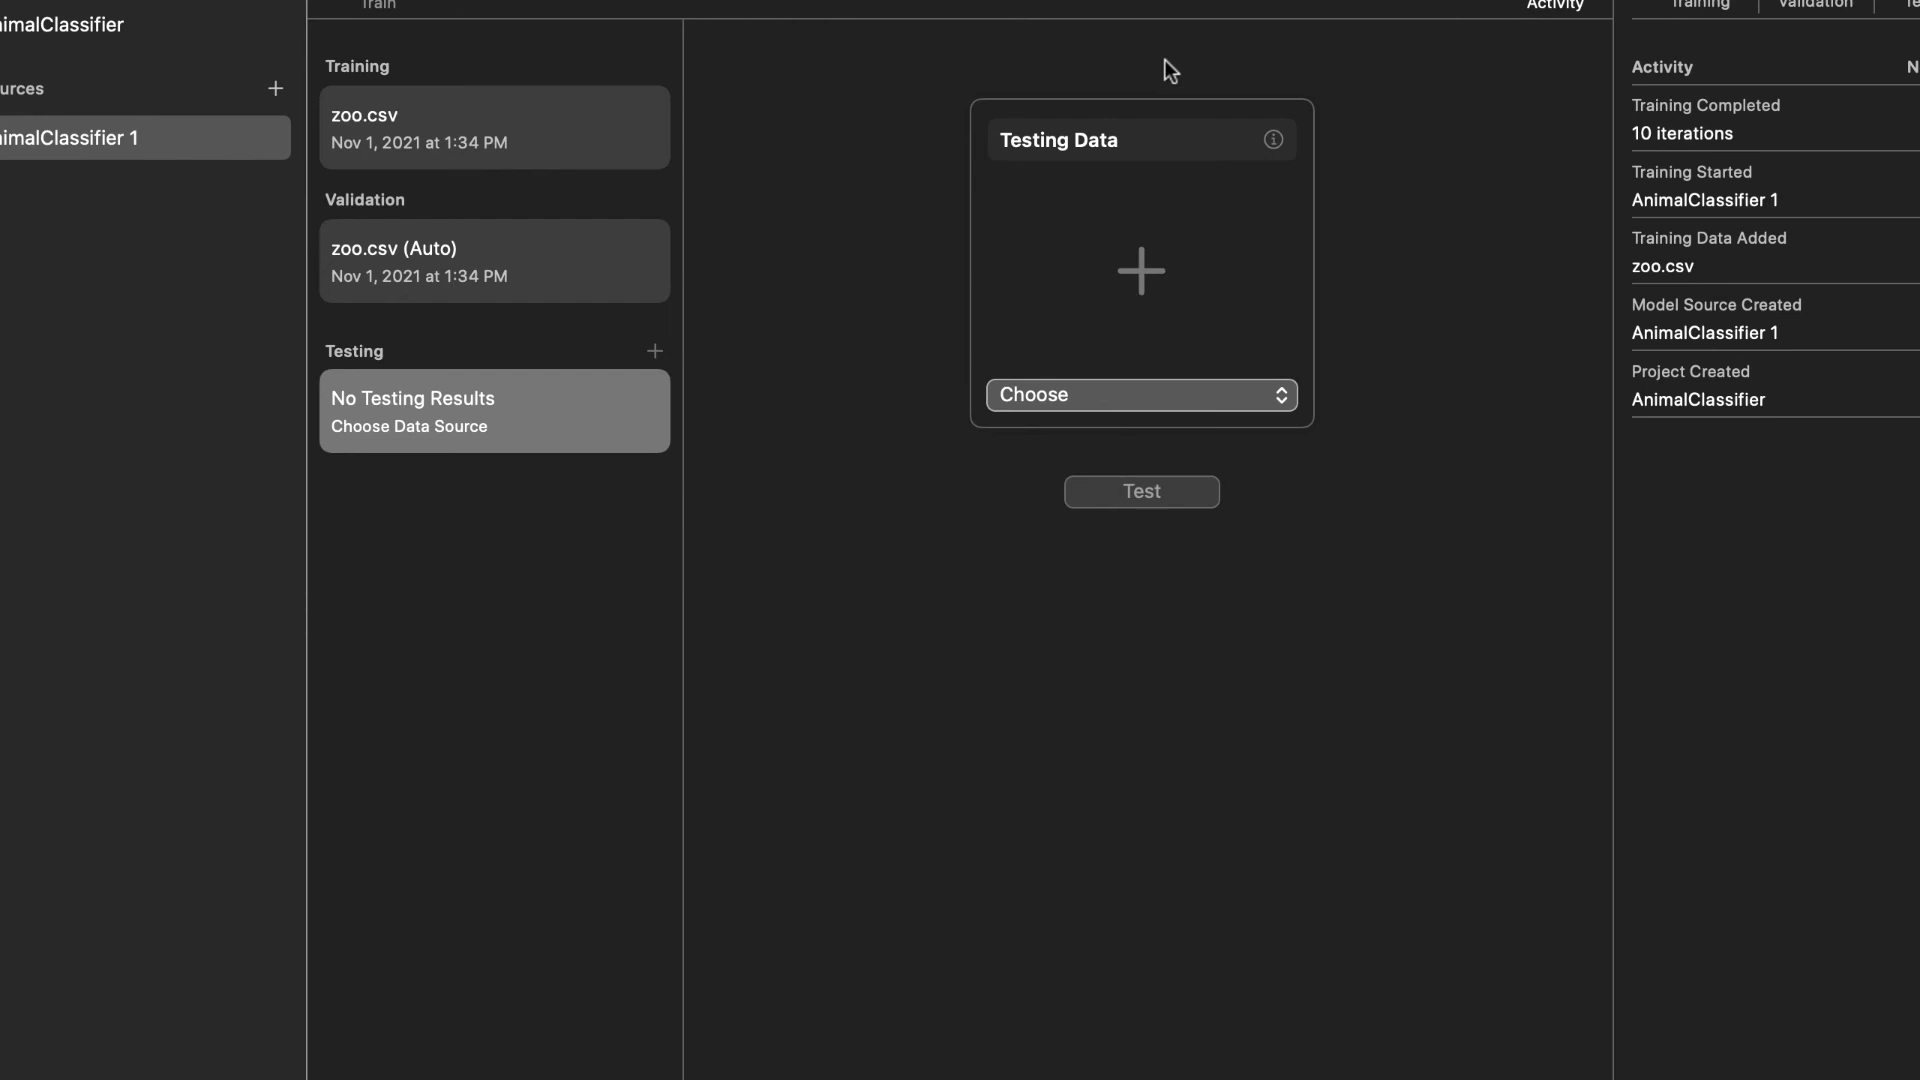 Train
Activity
Training
Validation
imalClassifier
urces
imalClassifier 1
Training
zoo.csv
Nov 1, 2021 at 1:34 PM
Validation
zoo.csv (Auto)
Nov 1, 2021 at 1:34 PM
Testing
No Testing Results
Choose Data Source
Testing Data
Choose
Test
Activity
Training Completed
10 iterations
Training Started
AnimalClassifier 1
Training Data Added
zoo.csv
Model Source Created
AnimalClassifier 1
Project Created
AnimalClassifier